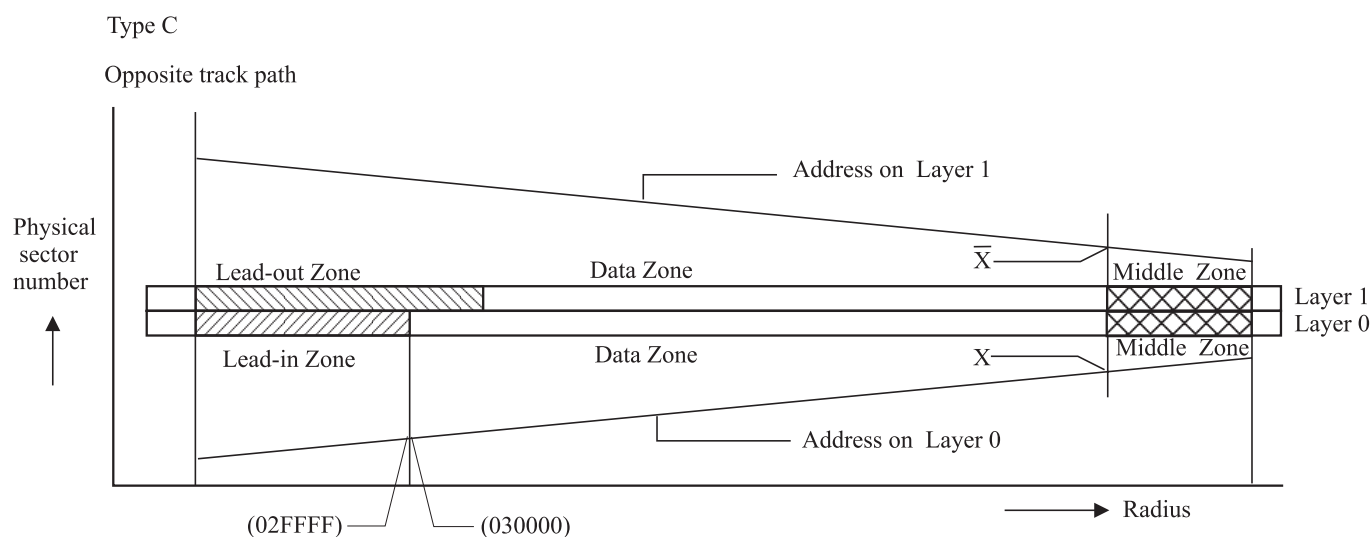 Type C
Opposite track path
Address on Layer 1
Physical
sector
number
X̅
Lead-out Zone
Data Zone
Middle Zone
Layer 1
Layer 0
Lead-in Zone
Data Zone
X
Middle Zone
Address on Layer 0
(02FFFF)
(030000)
Radius